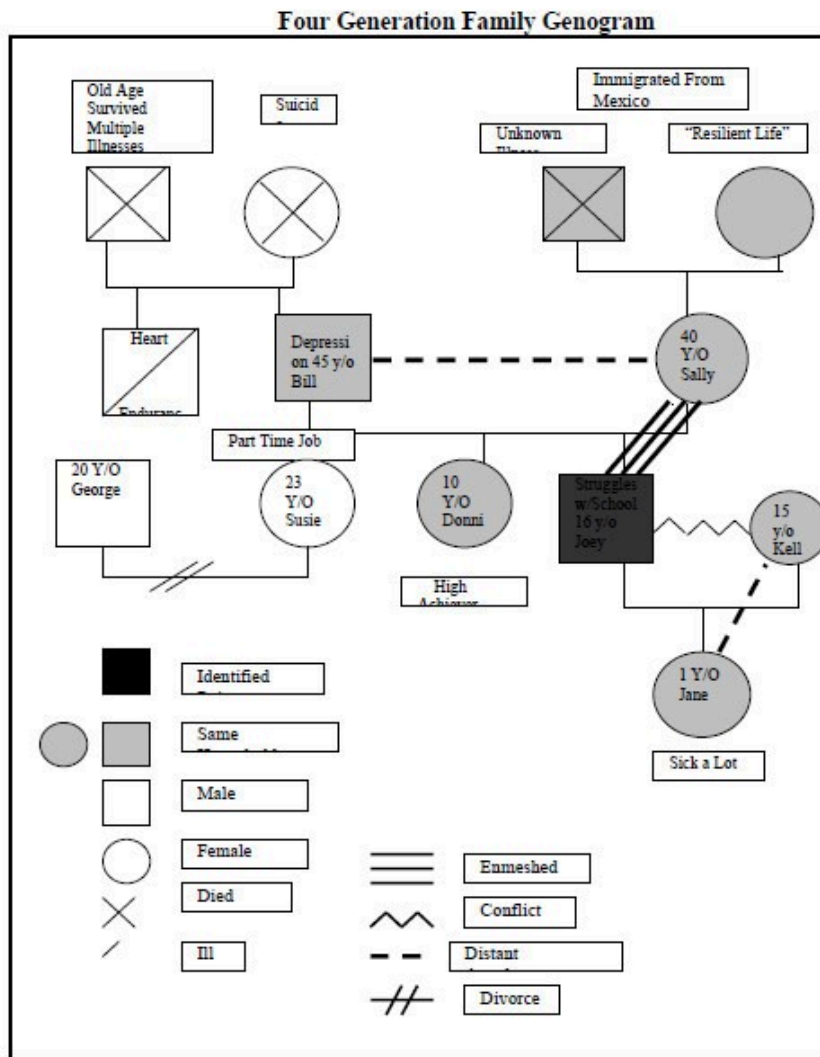 Four Generation Family Genogram
Old Age
Survived
Multiple
Illnesses
Suicid
Immigrated From
Mexico
Unknown
"Resilient Life"
Heart
Depressi
on 45 y/o
Bill
40
Y/O
Sally
Part Time Job
20 Y/O
George
23
Y/O
Susie
10
Y/O
Donni
Struggles
w/School
16 y/o
Joey
15
y/o
Kell
High
1 Y/O
Jane
Sick a Lot
Identified
Same
Male
Female
Died
Ill
Enmeshed
Conflict
Distant
Divorce